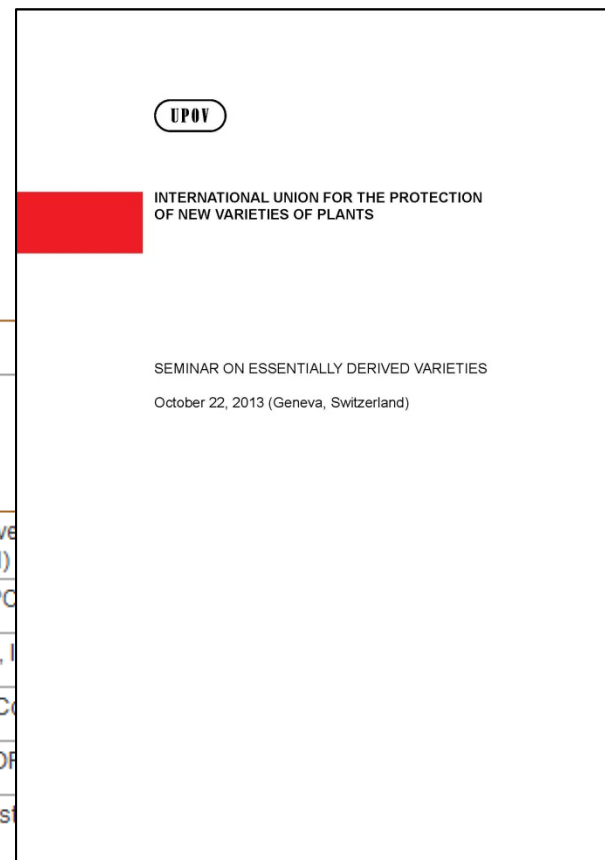 UPOV
INTERNATIONAL UNION FOR THE PROTECTION
OF NEW VARIETIES OF PLANTS
SEMINAR ON ESSENTIALLY DERIVED VARIETIES
October 22, 2013 (Geneva, Switzerland)